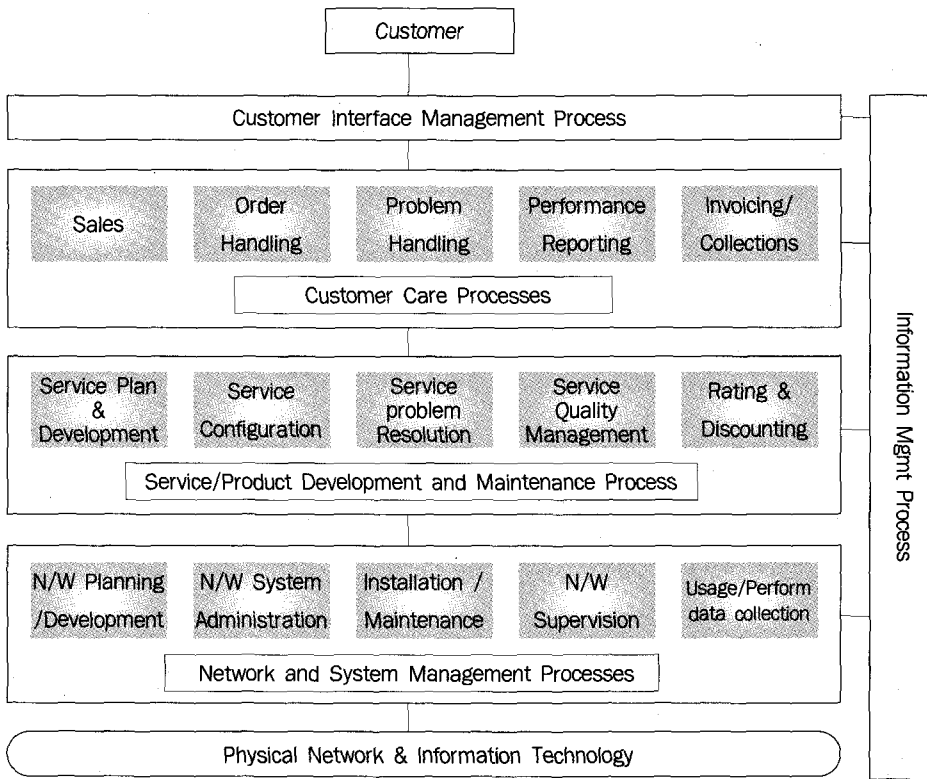 Customer
Customer Interface Management Process
Sales
Order
Handling
Problem
Handling
Performance
Reporting
Invoicing/
Collections
Customer Care Processes
Service Plan
&
Development
Service
Configuration
Service
problem
Resolution
Service
Quality
Management
Rating &
Discounting
Service/Product Development and Maintenance Process
N/W Planning
/Development
N/W System
Administration
Installation /
Maintenance
N/W
Supervision
Usage/Perform
data collection
Network and System Management Processes
Physical Network & Information Technology
Information Mgmt Process